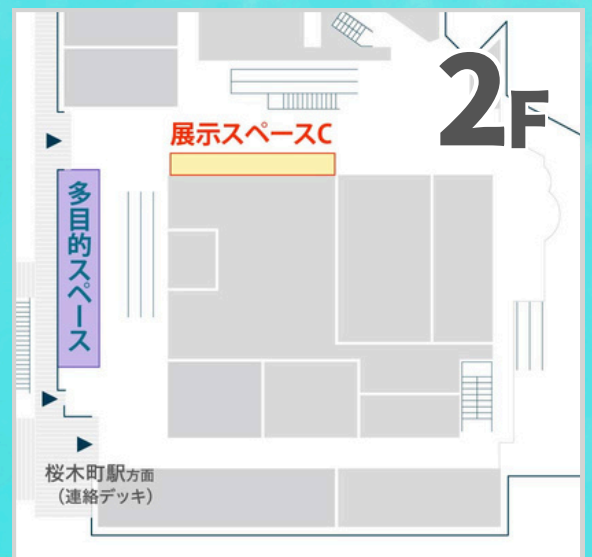 2F
展示スペースC
多目的スペース
桜木町駅方面
（連絡デッキ）